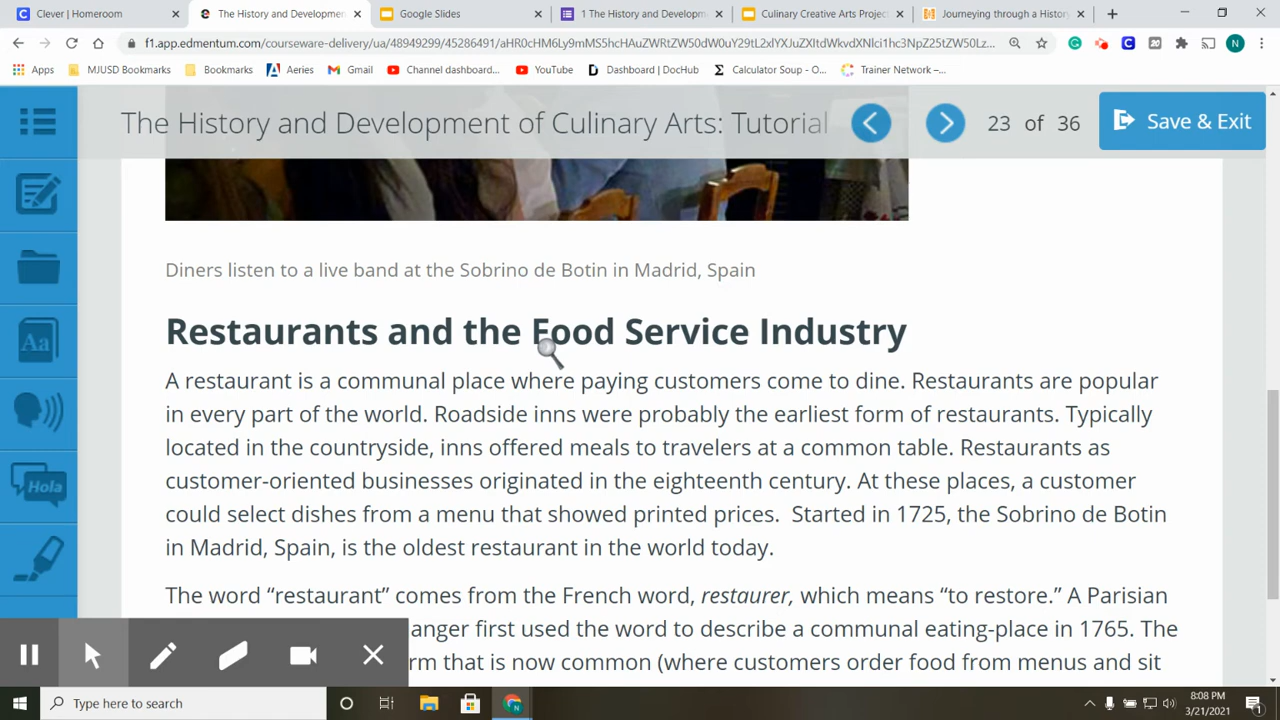 Clever | Homeroom
The History and Developmen
Google Slides
1 The History and Developm
Culinary Creative Arts Project
Journeying through a History
f1.app.edmentum.com/courseware-delivery/ua/48949999/45286491/
N
Apps
MJUSD Bookmarks
Bookmarks
Aeries
Gmail
Channel dashboard...
YouTube
Dashboard | DocHub
Calculator Soup - O...
Trainer Network –...
The History and Development of Culinary Arts: Tutorial
23 of 36
Save & Exit
Diners listen to a live band at the Sobrino de Botin in Madrid, Spain
Restaurants and the Food Service Industry
A restaurant is a communal place where paying customers come to dine. Restaurants are popular
in every part of the world. Roadside inns were probably the earliest form of restaurants. Typically
located in the countryside, inns offered meals to travelers at a common table. Restaurants as
customer-oriented businesses originated in the eighteenth century. At these places, a customer
could select dishes from a menu that showed printed prices. Started in 1725, the Sobrino de Botin
in Madrid, Spain, is the oldest restaurant in the world today.
The word “restaurant” comes from the French word, restaurer, which means “to restore.” A Parisian
anger first used the word to describe a communal eating-place in 1765. The
rm that is now common (where customers order food from menus and sit
Aa
Hola
Type here to search
8:08 PM
3/21/2021